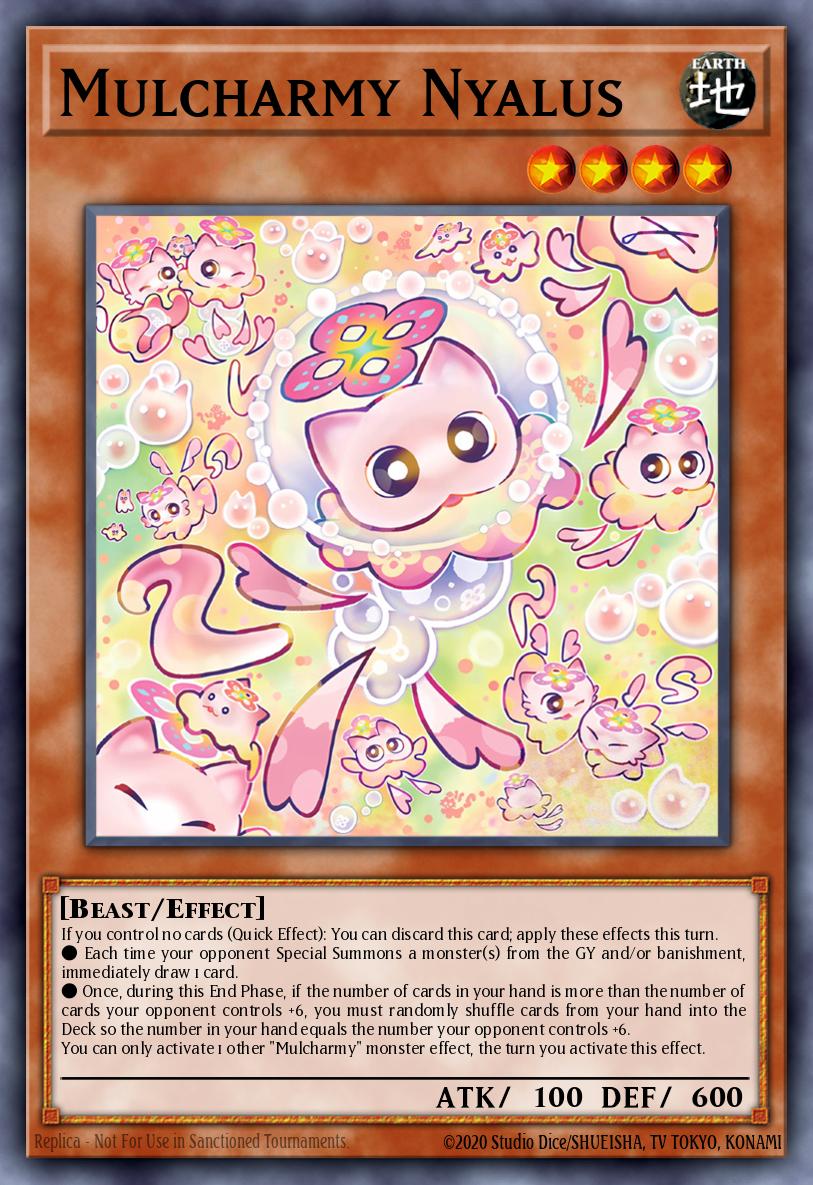 Mulcharmy Nyalus
EARTH
地
[Beast/Effect]
If you control no cards (Quick Effect): You can discard this card; apply these effects this turn.
● Each time your opponent Special Summons a monster(s) from the GY and/or banishment,
immediately draw 1 card.
● Once, during this End Phase, if the number of cards in your hand is more than the number of
cards your opponent controls +6, you must randomly shuffle cards from your hand into the
Deck so the number in your hand equals the number your opponent controls +6.
You can only activate 1 other "Mulcharmy" monster effect, the turn you activate this effect.
ATK/ 100 DEF/ 600
Replica - Not For Use in Sanctioned Tournaments.
©2020 Studio Dice/SHUEISHA, TV TOKYO, KONAMI